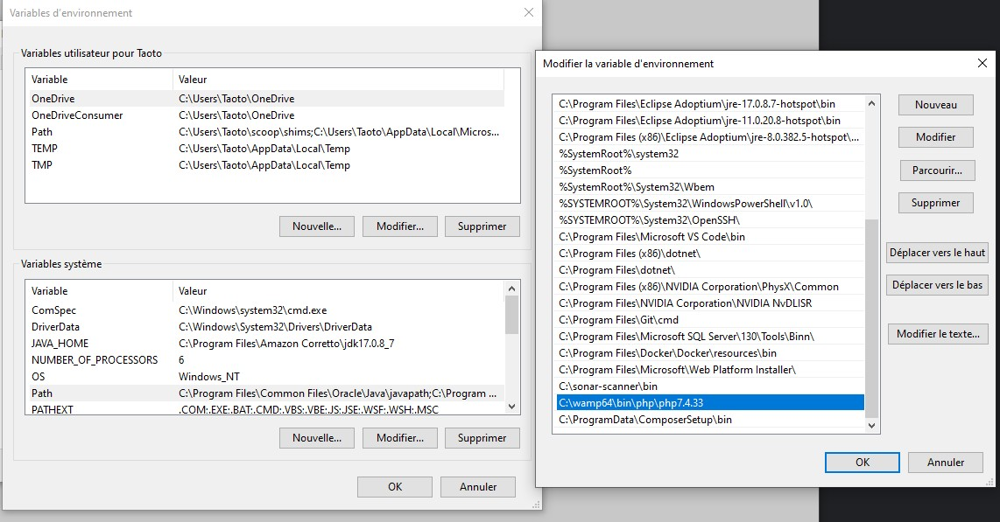 Variables d'environnement
Variables utilisateur pour Taoto
Variable Valeur
OneDrive C:\Users\Taoto\OneDrive
OneDriveConsumer C:\Users\Taoto\OneDrive
Path C:\Users\Taoto\scoop\shims;C:\Users\Taoto\AppData\Local\Micros...
TEMP C:\Users\Taoto\AppData\Local\Temp
TMP C:\Users\Taoto\AppData\Local\Temp
Nouvelle... Modifier... Supprimer
Variables système
Variable Valeur
ComSpec C:\Windows\system32\cmd.exe
DriverData C:\Windows\System32\Drivers\DriverData
JAVA_HOME C:\Program Files\Amazon Corretto\jdk17.0.8_7
NUMBER_OF_PROCESSORS 6
OS Windows_NT
Path C:\Program Files\Common Files\Oracle\Java\javapath;C:\Program ...
PATHEXT .COM;.EXE;.BAT;.CMD;.VBS;.VBE;.JS;.JSE;.WSF;.WSH;.MSC
Nouvelle... Modifier... Supprimer
OK Annuler
Modifier la variable d'environnement
C:\Program Files\Eclipse Adoptium\jre-17.0.8.7-hotspot\bin
C:\Program Files\Eclipse Adoptium\jre-11.0.20.8-hotspot\bin
C:\Program Files (x86)\Eclipse Adoptium\jre-8.0.382.5-hotspot\...
%SystemRoot%\system32
%SystemRoot%
%SystemRoot%\System32\Wbem
%SYSTEMROOT%\System32\WindowsPowerShell\v1.0\
%SYSTEMROOT%\System32\OpenSSH\
C:\Program Files\Microsoft VS Code\bin
C:\Program Files (x86)\dotnet\
C:\Program Files\dotnet\
C:\Program Files (x86)\NVIDIA Corporation\PhysX\Common
C:\Program Files\NVIDIA Corporation\NVIDIA NvDLISR
C:\Program Files\Git\cmd
C:\Program Files\Microsoft SQL Server\130\Tools\Binn\
C:\Program Files\Docker\Docker\resources\bin
C:\Program Files\Microsoft\Web Platform Installer\
C:\sonar-scanner\bin
C:\wamp64\bin\php\php7.4.33
C:\ProgramData\ComposerSetup\bin
Nouveau
Modifier
Parcourir...
Supprimer
Déplacer vers le haut
Déplacer vers le bas
Modifier le texte...
OK Annuler